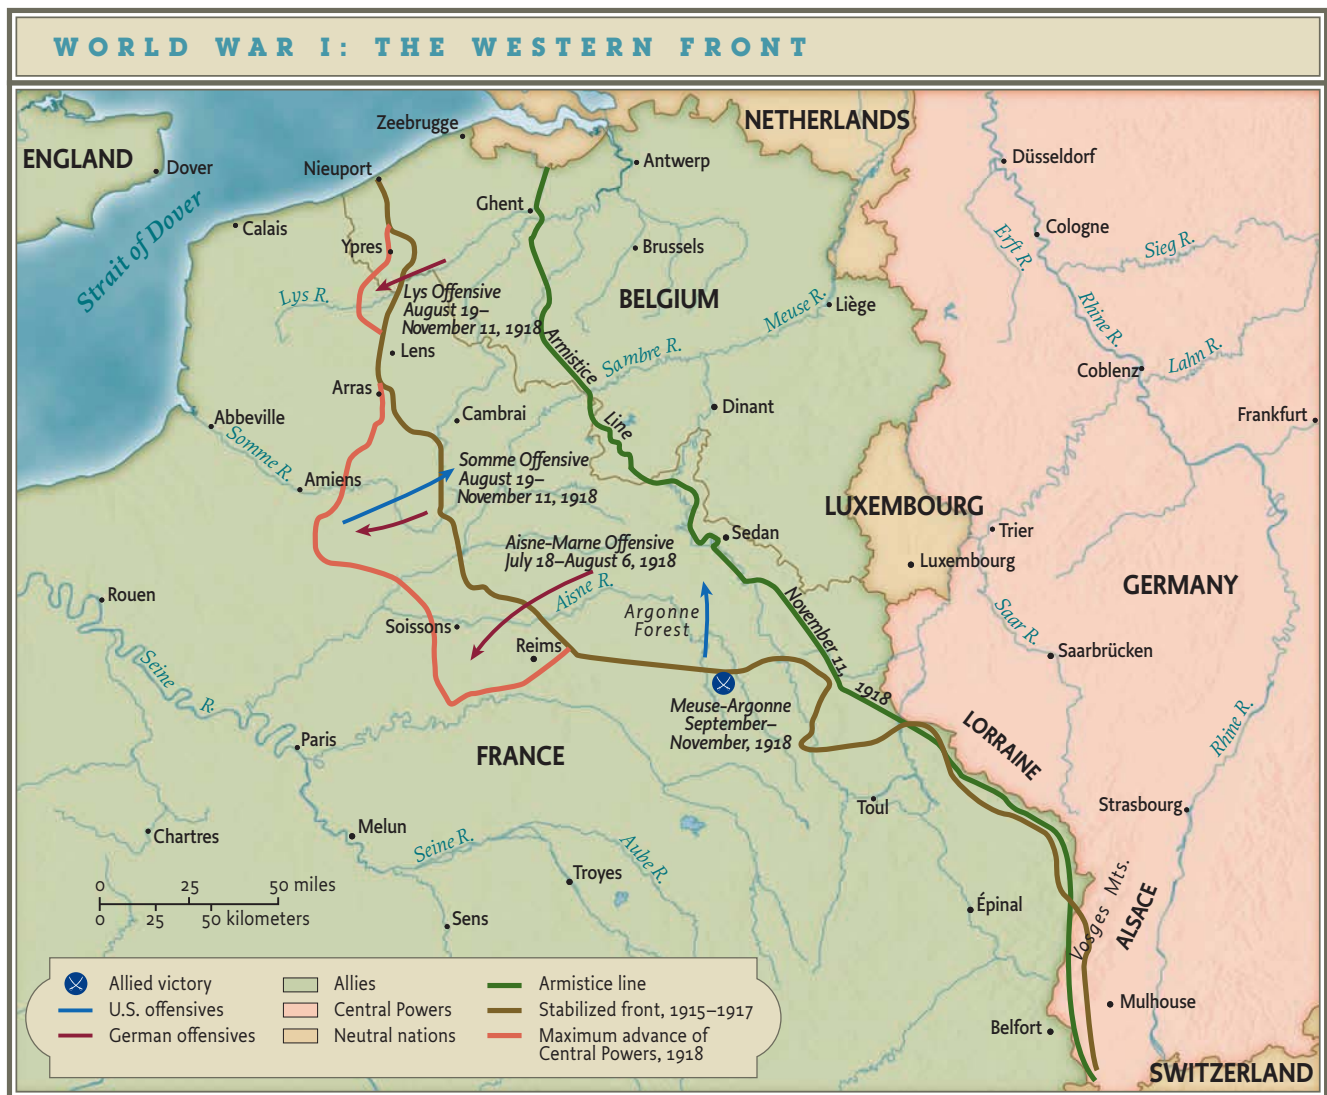 WORLD WAR I: THE WESTERN FRONT
ENGLAND
Dover
Strait of Dover
Calais
Nieuport
Zeebrugge
NETHERLANDS
Antwerp
Ghent
Ypres
Brussels
Lys R.
Lys Offensive
August 19–
November 11, 1918
BELGIUM
Meuse R.
Liège
Sambre R.
Armistice
Line
November 11,
1918
Lens
Arras
Cambrai
Dinant
Abbeville
Somme R.
Amiens
Somme Offensive
August 19–
November 11, 1918
Aisne-Marne Offensive
July 18–August 6, 1918
Sedan
LUXEMBOURG
Luxembourg
Düsseldorf
Cologne
Erft R.
Sieg R.
Rhine R.
Lahn R.
Coblenz
Frankfurt
Trier
GERMANY
Saar R.
Saarbrücken
Rouen
Seine
R.
Soissons
Aisne R.
Reims
Argonne
Forest
Meuse-Argonne
September–
November, 1918
Paris
FRANCE
LORRAINE
Rhine R.
Toul
Strasbourg
Chartres
Melun
Seine R.
Aube R.
Troyes
Sens
Épinal
Vosges Mts.
ALSACE
Mulhouse
Belfort
SWITZERLAND
0 25 50 miles
0 25 50 kilometers
Allied victory
U.S. offensives
German offensives
Allies
Central Powers
Neutral nations
Armistice line
Stabilized front, 1915–1917
Maximum advance of
Central Powers, 1918